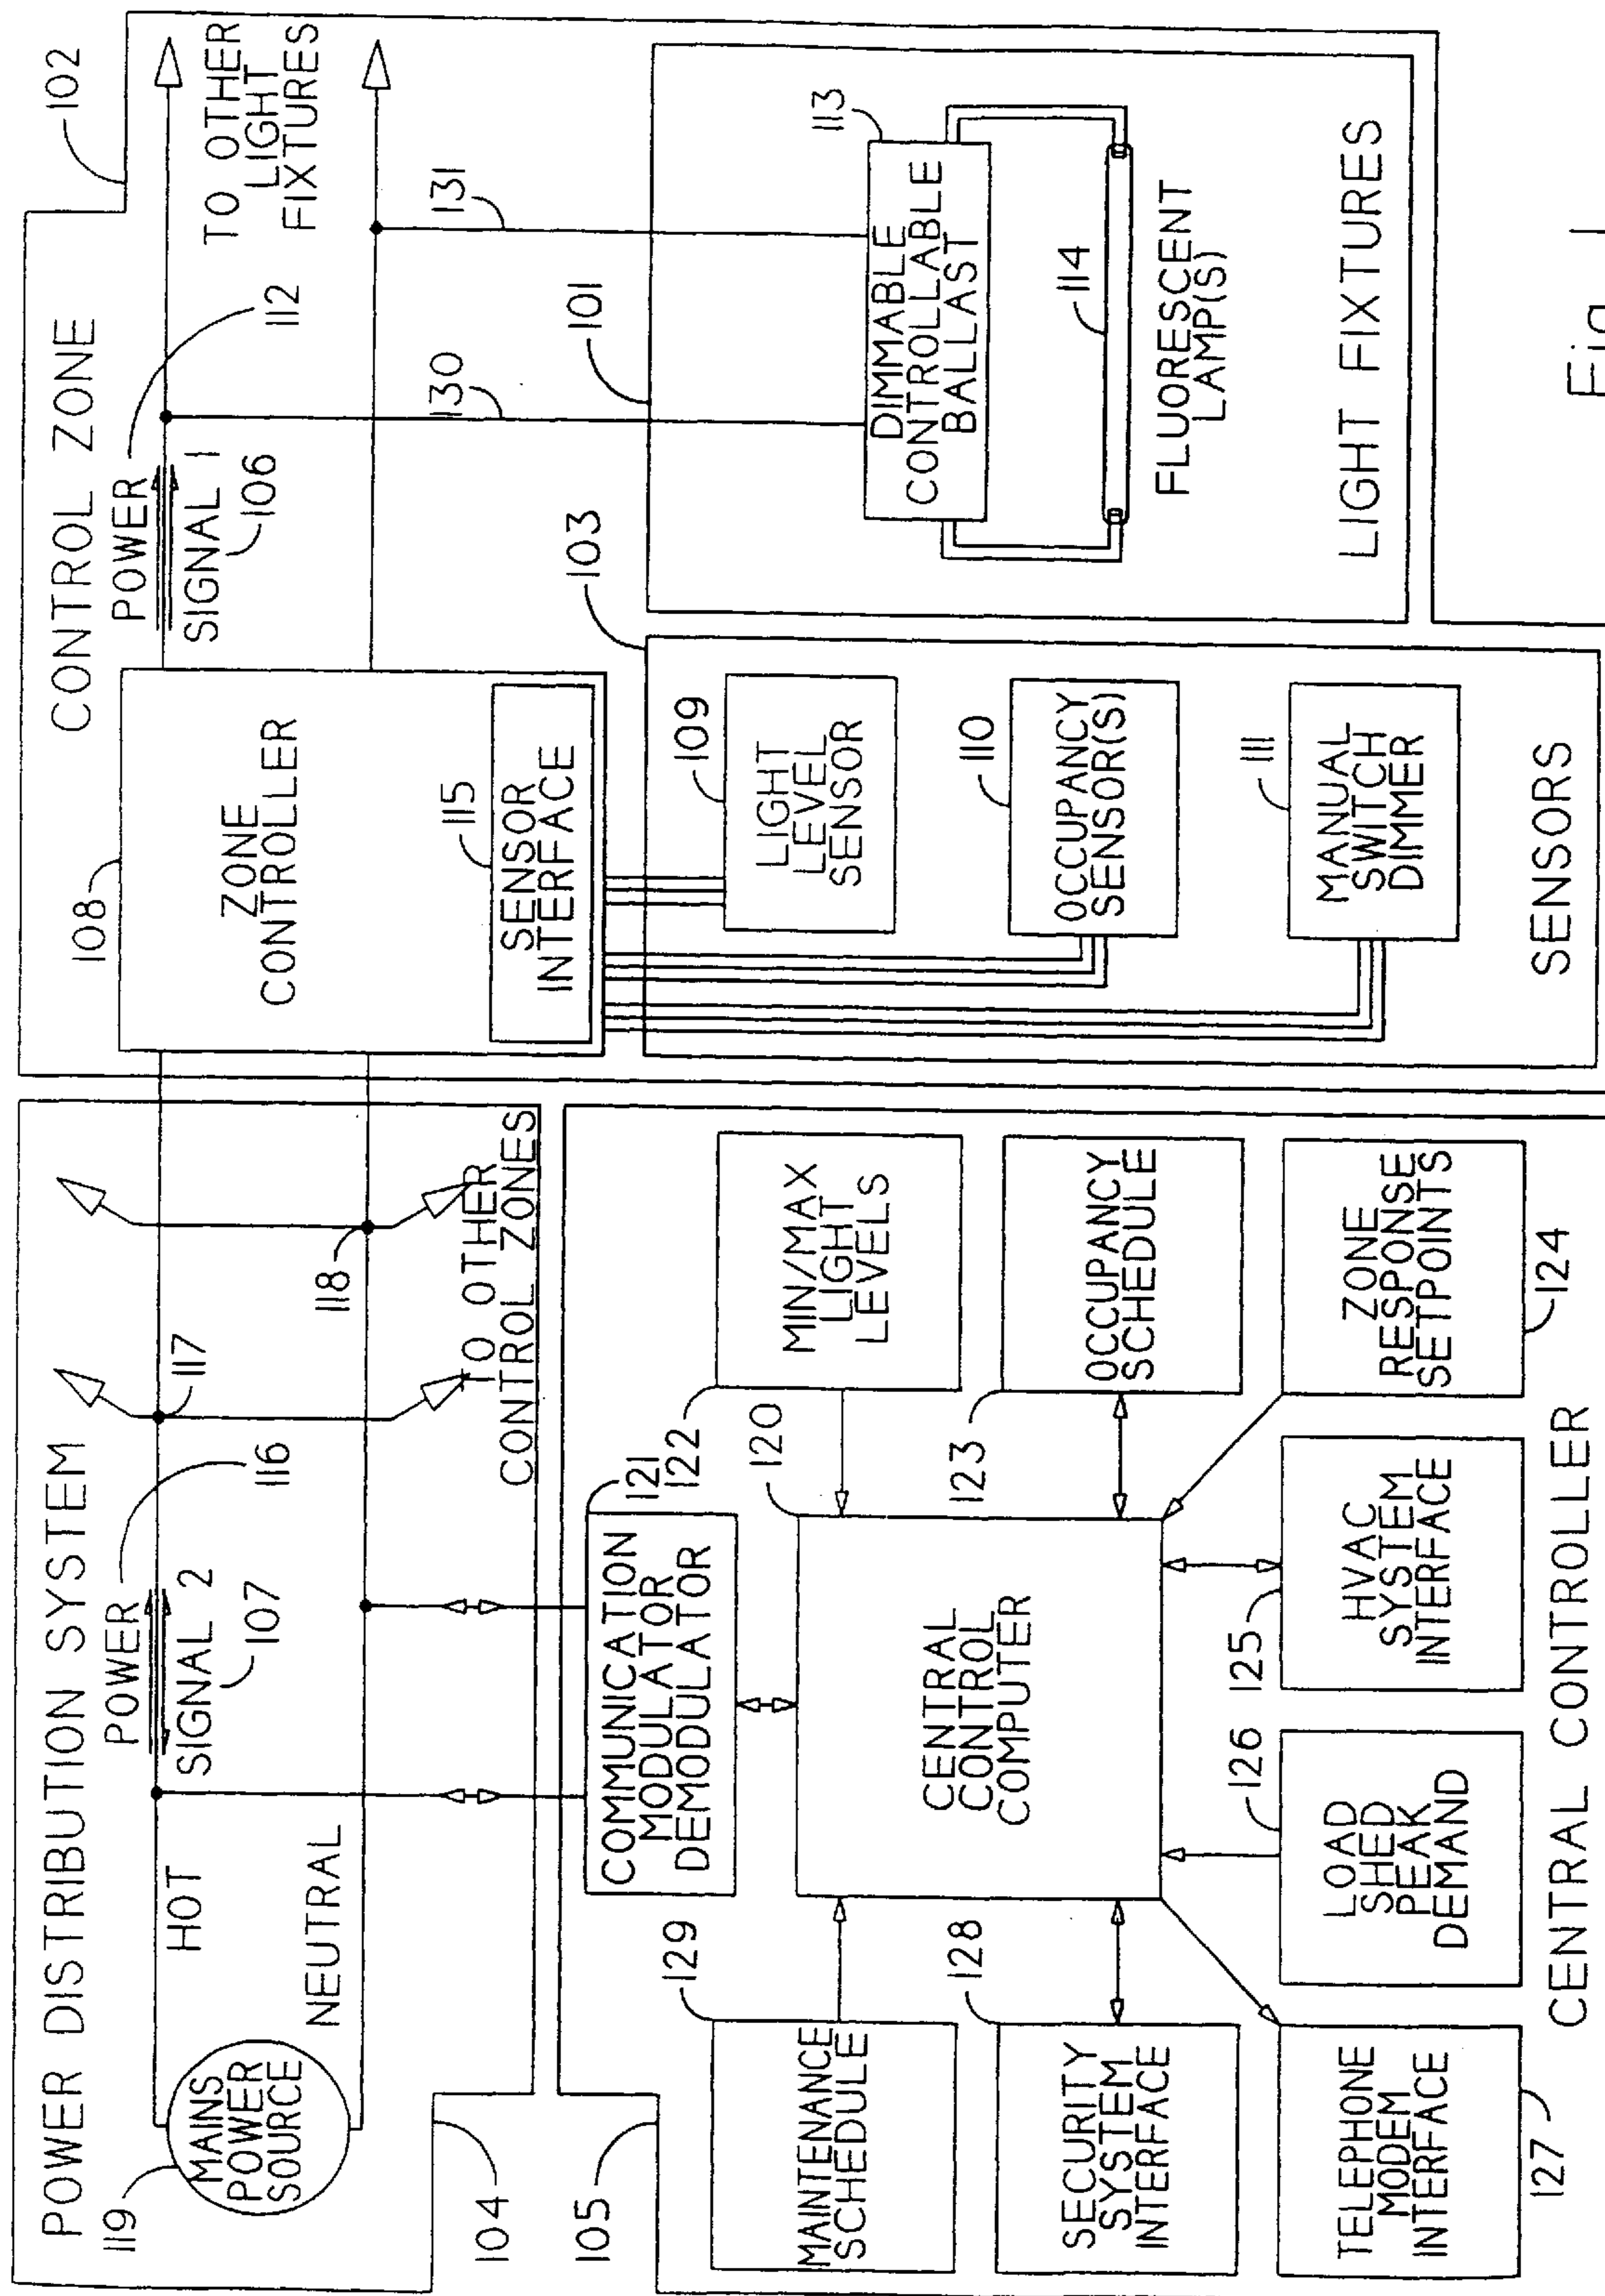 POWER DISTRIBUTION SYSTEM
119
MAINS
POWER
SOURCE
HOT
NEUTRAL
POWER
SIGNAL 2
107
116
117
118
TO OTHER
CONTROL ZONES
104
CONTROL ZONE
102
108
ZONE
CONTROLLER
115
SENSOR
INTERFACE
POWER
SIGNAL 1
106
112
TO OTHER
LIGHT
FIXTURES
130
131
101
113
DIMMABLE
CONTROLLABLE
BALLAST
114
FLUORESCENT
LAMP(S)
LIGHT FIXTURES
103
109
LIGHT
LEVEL
SENSOR
110
OCCUPANCY
SENSOR(S)
111
MANUAL
SWITCH
DIMMER
SENSORS
105
121
COMMUNICATION
MODULATOR
DEMODULATOR
122
MIN/MAX
LIGHT
LEVELS
120
CENTRAL
CONTROL
COMPUTER
123
OCCUPANCY
SCHEDULE
124
ZONE
RESPONSE
SETPOINTS
125
HVAC
SYSTEM
INTERFACE
126
LOAD
SHED
PEAK
DEMAND
127
TELEPHONE
MODEM
INTERFACE
128
SECURITY
SYSTEM
INTERFACE
129
MAINTENANCE
SCHEDULE
CENTRAL CONTROLLER
Fig. 1